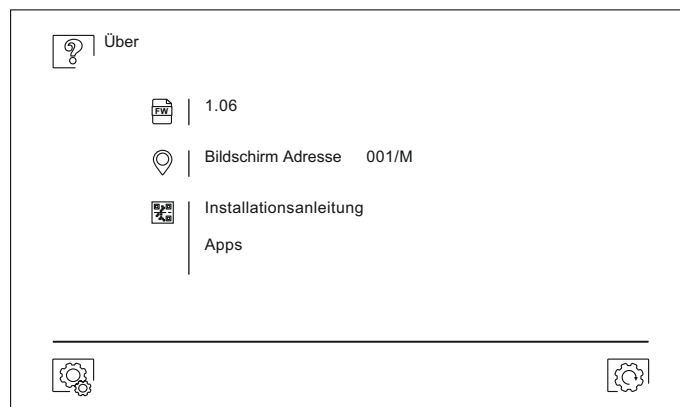 Über
FW 1.06
Bildschirm Adresse 001/M
Installationsanleitung
Apps